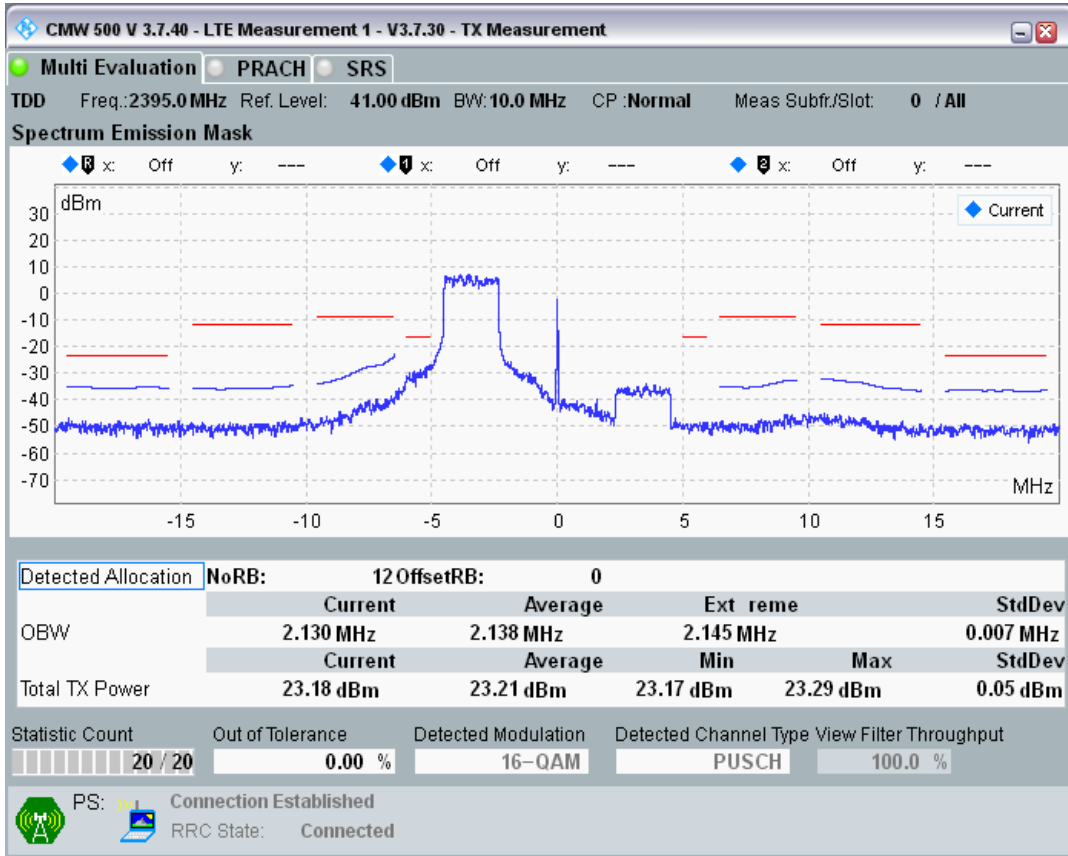 CMW 500 V 3.7.40 - LTE Measurement 1 - V3.7.30 - TX Measurement
Multi Evaluation PRACH SRS
TDD Freq.:2395.0 MHz Ref. Level: 41.00 dBm BW: 10.0 MHz CP :Normal Meas Subfr./Slot: 0 / All
Spectrum Emission Mask
R x: Off y: --- 1 x: Off y: --- 2 x: Off y: ---
dBm
Current
30
20
10
0
-10
-20
-30
-40
-50
-60
-70
MHz
-15 -10 -5 0 5 10 15
Detected Allocation NoRB: 12 OffsetRB: 0
Current Average Ext reme StdDev
OBW 2.130 MHz 2.138 MHz 2.145 MHz 0.007 MHz
Current Average Min Max StdDev
Total TX Power 23.18 dBm 23.21 dBm 23.17 dBm 23.29 dBm 0.05 dBm
Statistic Count Out of Tolerance Detected Modulation Detected Channel Type View Filter Throughput
20 / 20 0.00 % 16-QAM PUSCH 100.0 %
PS: Connection Established
RRC State: Connected